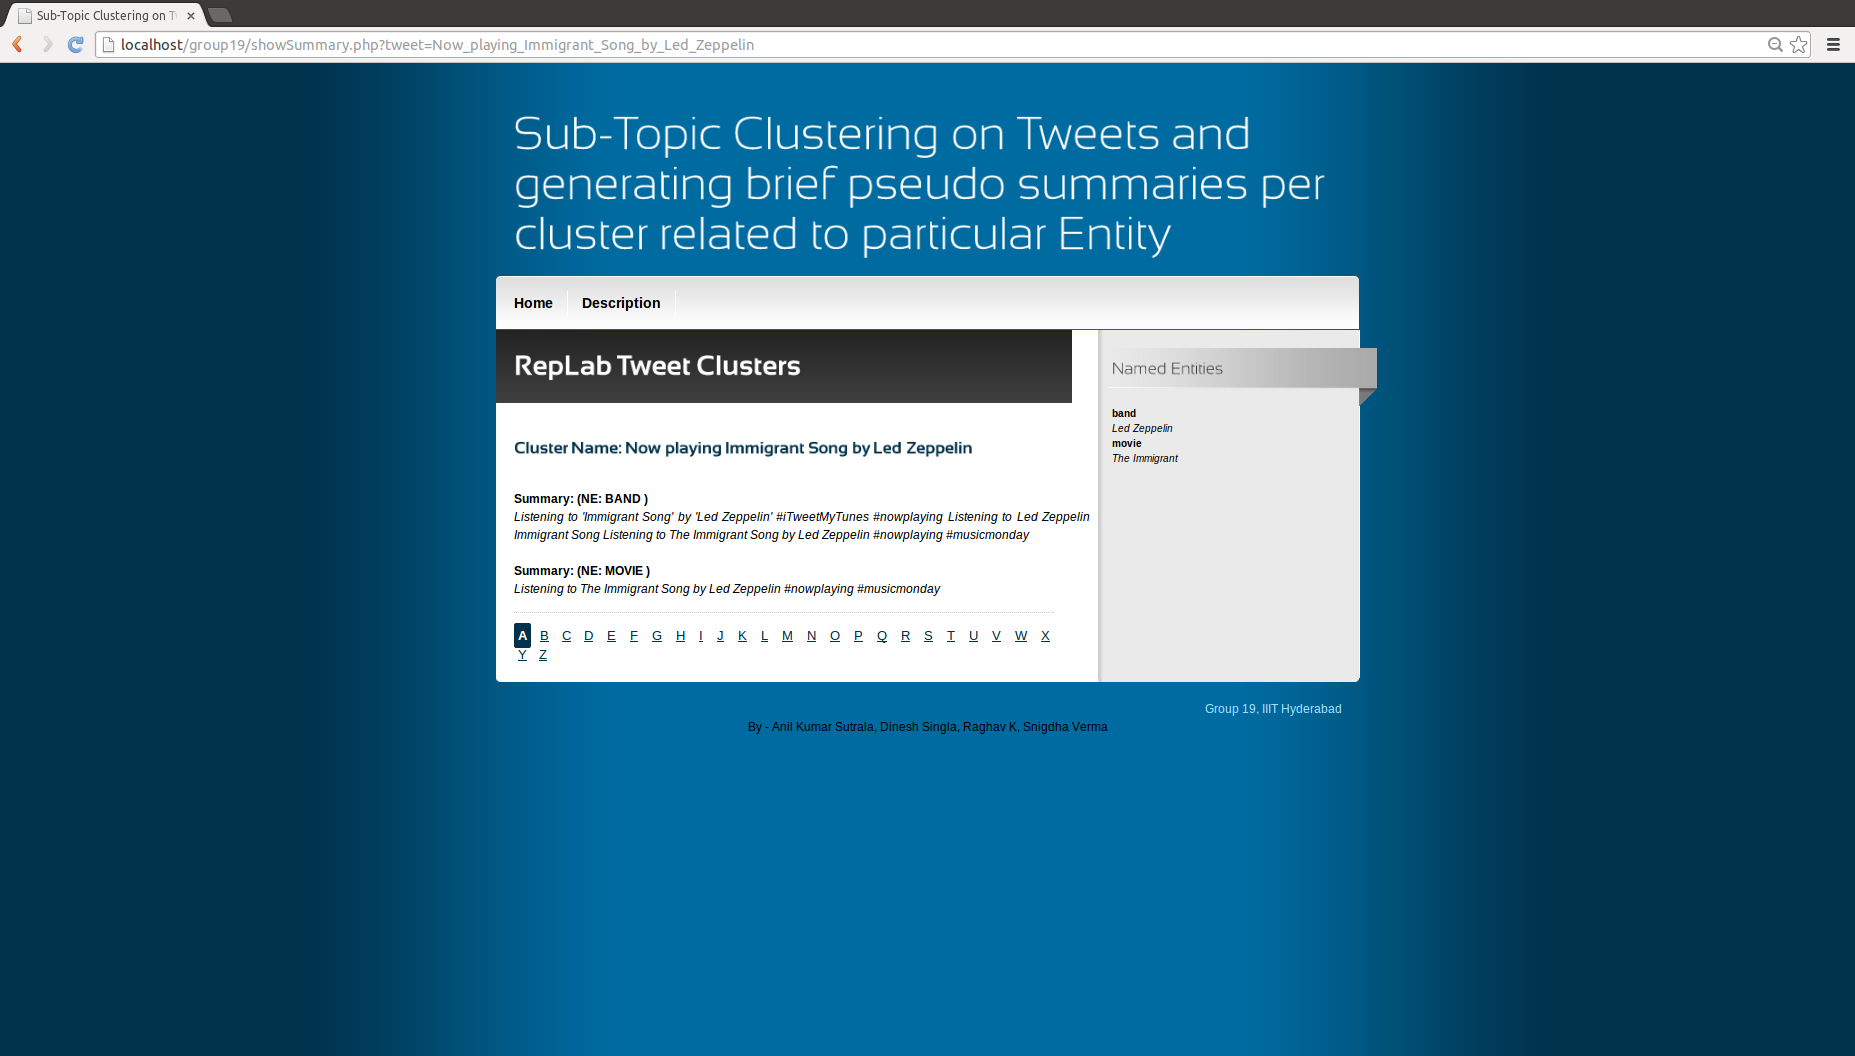 Sub-Topic Clustering on T
localhost/group19/showSummary.php?tweet=Now_playing_Immigrant_Song_by_Led_Zeppelin
Sub-Topic Clustering on Tweets and
generating brief pseudo summaries per
cluster related to particular Entity
Home Description
RepLab Tweet Clusters
Cluster Name: Now playing Immigrant Song by Led Zeppelin
Summary: (NE: BAND )
Listening to 'Immigrant Song' by 'Led Zeppelin' #iTweetMyTunes #nowplaying Listening to Led Zeppelin
Immigrant Song Listening to The Immigrant Song by Led Zeppelin #nowplaying #musicmonday
Summary: (NE: MOVIE )
Listening to The Immigrant Song by Led Zeppelin #nowplaying #musicmonday
A B C D E F G H I J K L M N O P Q R S T U V W X
Y Z
Named Entities
band
Led Zeppelin
movie
The Immigrant
Group 19, IIIT Hyderabad
By - Anil Kumar Sutrala, Dinesh Singla, Raghav K, Snigdha Verma